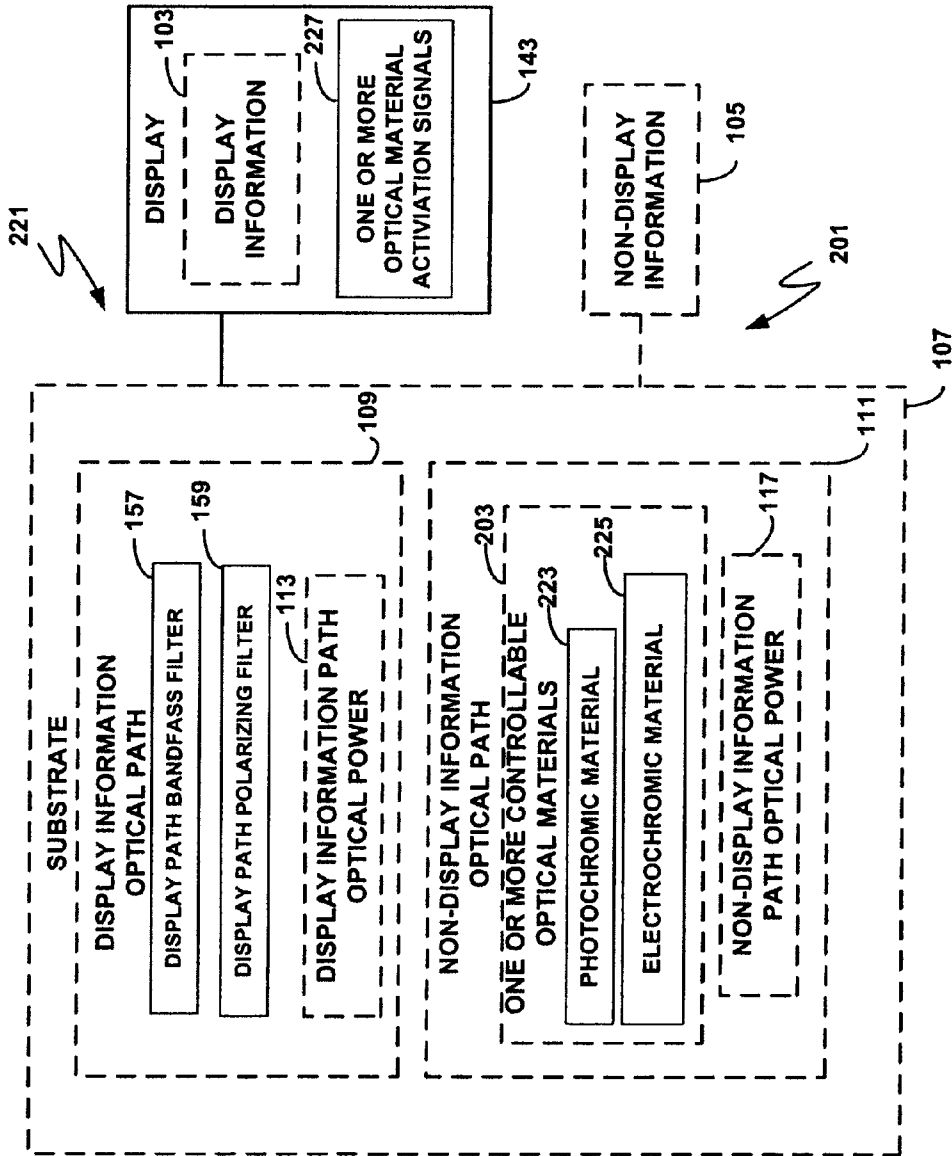 221
SUBSTRATE
DISPLAY INFORMATION
OPTICAL PATH
157
DISPLAY PATH BANDFASS FILTER
159
DISPLAY PATH POLARIZING FILTER
113
DISPLAY INFORMATION PATH
OPTICAL POWER
109
NON-DISPLAY INFORMATION
OPTICAL PATH
203
ONE OR MORE CONTROLLABLE
OPTICAL MATERIALS
223
PHOTOCHROMIC MATERIAL
225
ELECTROCHROMIC MATERIAL
117
NON-DISPLAY INFORMATION
PATH OPTICAL POWER
111
107
DISPLAY
103
DISPLAY
INFORMATION
227
ONE OR MORE
OPTICAL MATERIAL
ACTIVIATION SIGNALS
143
NON-DISPLAY
INFORMATION
105
201